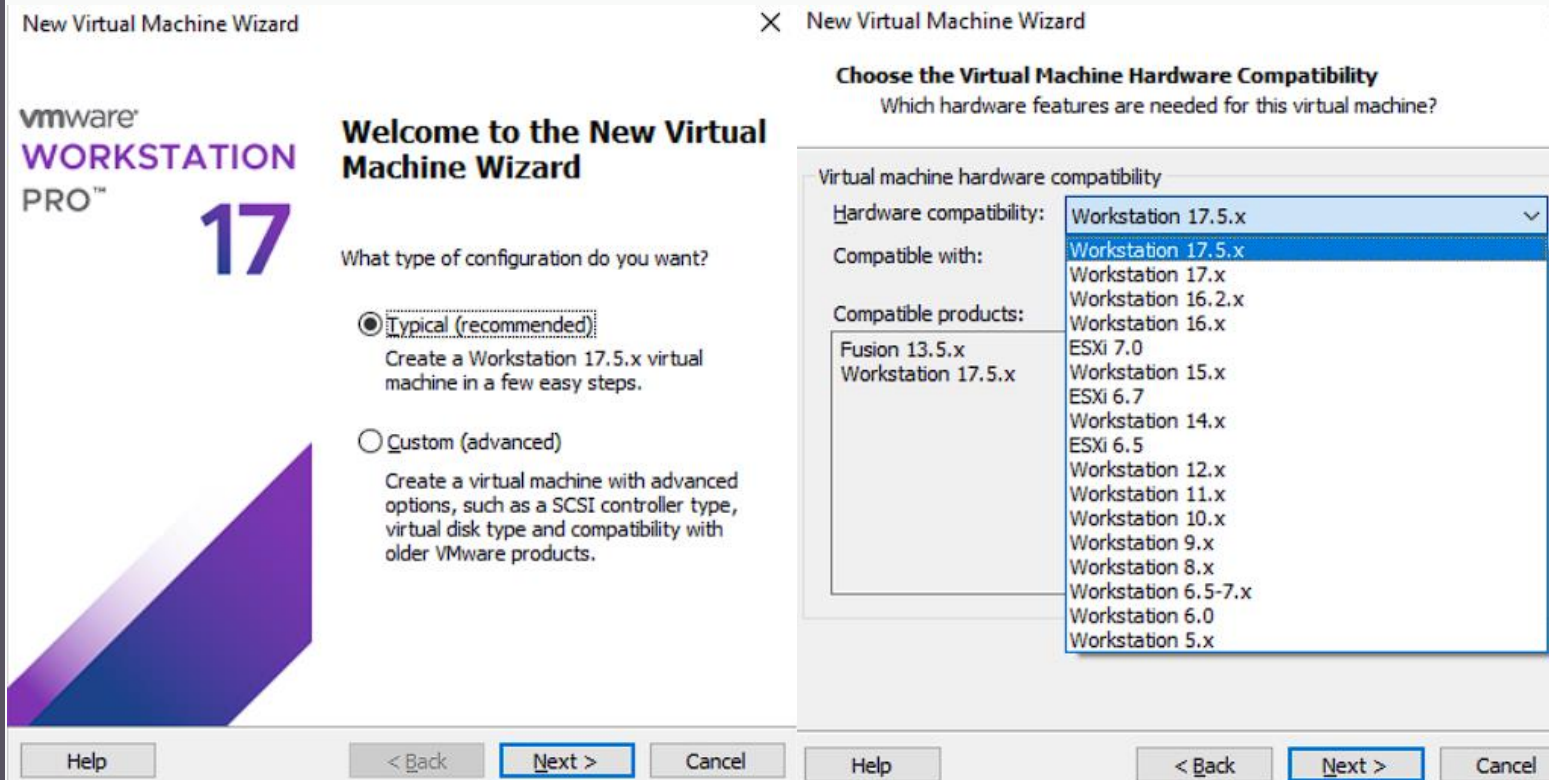 New Virtual Machine Wizard
vmware
WORKSTATION
PRO™
17
Welcome to the New Virtual
Machine Wizard
What type of configuration do you want?
Typical (recommended)
Create a Workstation 17.5.x virtual
machine in a few easy steps.
Custom (advanced)
Create a virtual machine with advanced
options, such as a SCSI controller type,
virtual disk type and compatibility with
older VMware products.
Help
< Back
Next >
Cancel
New Virtual Machine Wizard
Choose the Virtual Machine Hardware Compatibility
Which hardware features are needed for this virtual machine?
Virtual machine hardware compatibility
Hardware compatibility:
Workstation 17.5.x
Compatible with:
Compatible products:
Fusion 13.5.x
Workstation 17.5.x
Workstation 17.5.x
Workstation 17.x
Workstation 16.2.x
Workstation 16.x
ESXi 7.0
Workstation 15.x
ESXi 6.7
Workstation 14.x
ESXi 6.5
Workstation 12.x
Workstation 11.x
Workstation 10.x
Workstation 9.x
Workstation 8.x
Workstation 6.5-7.x
Workstation 6.0
Workstation 5.x
Help
< Back
Next >
Cancel